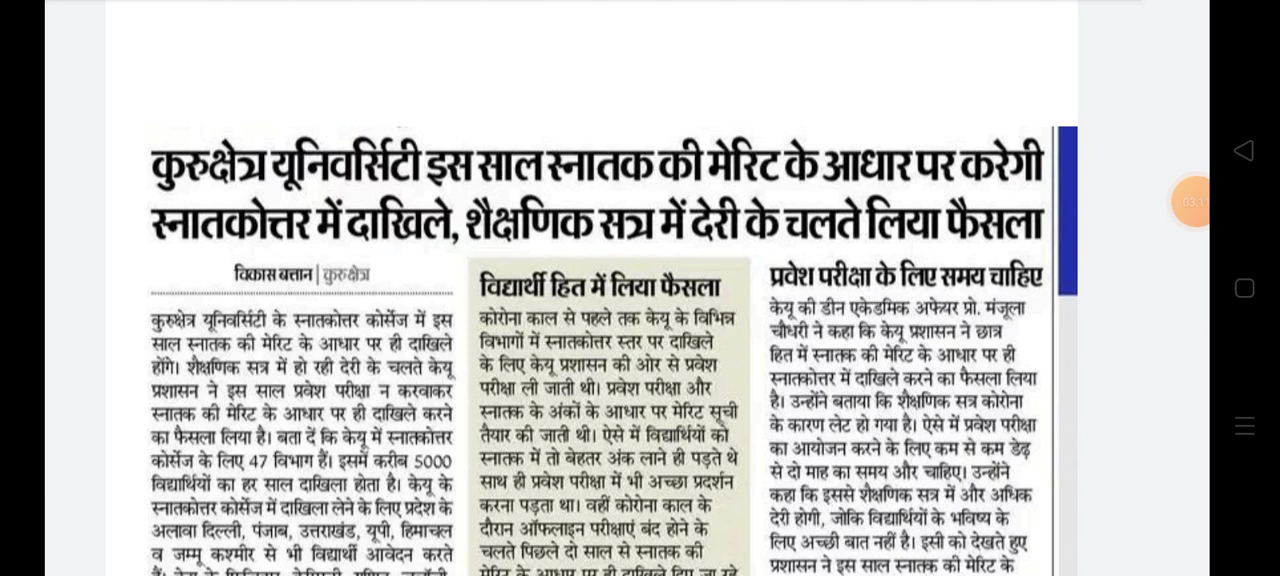 कुरुक्षेत्र यूनिवर्सिटी इस साल स्नातक की मेरिट के आधार पर करेगी
स्नातकोत्तर में दाखिले, शैक्षणिक सत्र में देरी के चलते लिया फैसला
विकास बत्तान | कुरुक्षेत्र
कुरुक्षेत्र यूनिवर्सिटी के स्नातकोत्तर कोर्सेज में इस
साल स्नातक की मेरिट के आधार पर ही दाखिले
होंगे। शैक्षणिक सत्र में हो रही देरी के चलते केयू
प्रशासन ने इस साल प्रवेश परीक्षा न करवाकर
स्नातक की मेरिट के आधार पर ही दाखिले करने
का फैसला लिया है। बता दें कि केयू में स्नातकोत्तर
कोर्सेज के लिए 47 विभाग हैं। इसमें करीब 5000
विद्यार्थियों का हर साल दाखिला होता है। केयू के
स्नातकोत्तर कोर्सेज में दाखिला लेने के लिए प्रदेश के
अलावा दिल्ली, पंजाब, उत्तराखंड, यूपी, हिमाचल
व जम्मू कश्मीर से भी विद्यार्थी आवेदन करते
विद्यार्थी हित में लिया फैसला
कोरोना काल से पहले तक केयू के विभिन्न
विभागों में स्नातकोत्तर स्तर पर दाखिले
के लिए केयू प्रशासन की ओर से प्रवेश
परीक्षा ली जाती थी। प्रवेश परीक्षा और
स्नातक के अंकों के आधार पर मेरिट सूची
तैयार की जाती थी। ऐसे में विद्यार्थियों को
स्नातक में तो बेहतर अंक लाने ही पड़ते थे
साथ ही प्रवेश परीक्षा में भी अच्छा प्रदर्शन
करना पड़ता था। वहीं कोरोना काल के
दौरान ऑफलाइन परीक्षाएं बंद होने के
चलते पिछले दो साल से स्नातक की
मेरिट के आधार पर ही दाखिले दिए जा रहे
प्रवेश परीक्षा के लिए समय चाहिए
केयू की डीन एकेडमिक अफेयर प्रो. मंजूला
चौधरी ने कहा कि केयू प्रशासन ने छात्र
हित में स्नातक की मेरिट के आधार पर ही
स्नातकोत्तर में दाखिले करने का फैसला लिया
है। उन्होंने बताया कि शैक्षणिक सत्र कोरोना
के कारण लेट हो गया है। ऐसे में प्रवेश परीक्षा
का आयोजन करने के लिए कम से कम डेढ़
से दो माह का समय और चाहिए। उन्होंने
कहा कि इससे शैक्षणिक सत्र में और अधिक
देरी होगी, जोकि विद्यार्थियों के भविष्य के
लिए अच्छी बात नहीं है। इसी को देखते हुए
प्रशासन ने इस साल स्नातक की मेरिट के
03:11